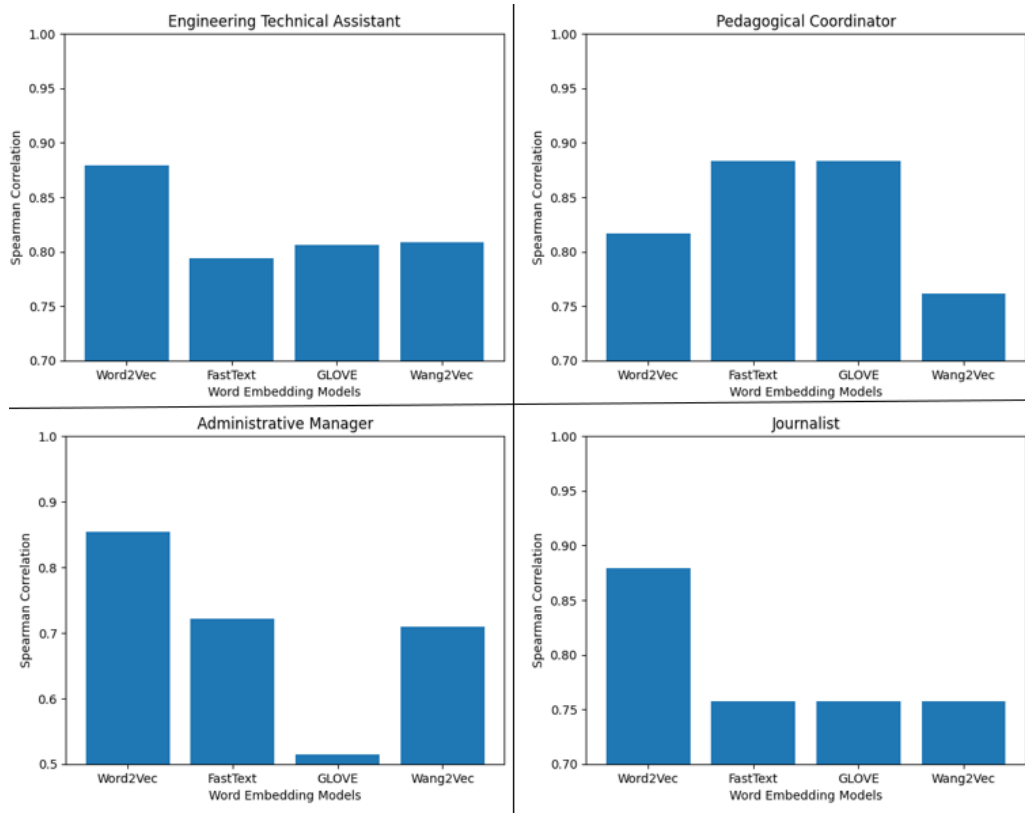 Engineering Technical Assistant
1.00
0.95
0.90
0.85
0.80
0.75
0.70
Spearman Correlation
Word2Vec FastText GLOVE Wang2Vec
Word Embedding Models
Pedagogical Coordinator
1.00
0.95
0.90
0.85
0.80
0.75
0.70
Spearman Correlation
Word2Vec FastText GLOVE Wang2Vec
Word Embedding Models
Administrative Manager
1.0
0.9
0.8
0.7
0.6
0.5
Spearman Correlation
Word2Vec FastText GLOVE Wang2Vec
Word Embedding Models
Journalist
1.00
0.95
0.90
0.85
0.80
0.75
0.70
Spearman Correlation
Word2Vec FastText GLOVE Wang2Vec
Word Embedding Models